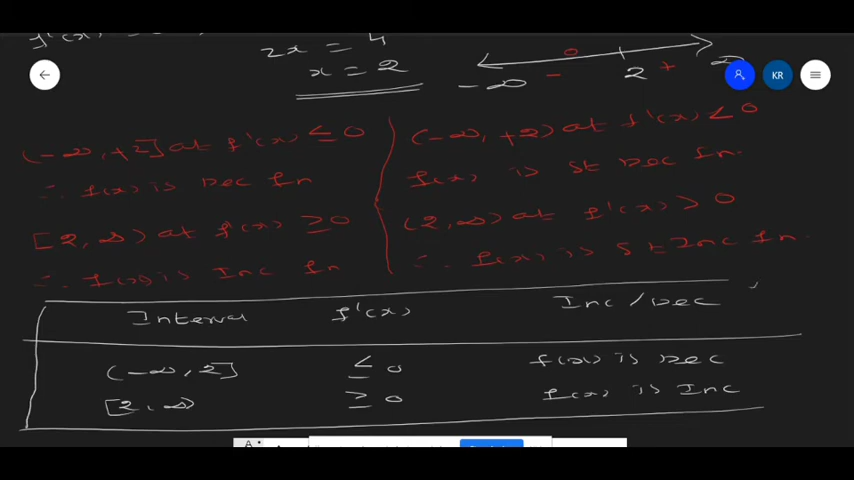 2x = 4
x = 2
0
-∞ - 2 + ∞
KR
(-∞, +2] at f'(x) ≤ 0
∴ f(x) is Dec fn
[2, ∞) at f'(x) ≥ 0
∴ f(x) is Inc fn
(-∞, +2) at f'(x) < 0
f(x) is St Dec fn.
(2, ∞) at f'(x) > 0
∴ f(x) is St Inc fn.
Interval f'(x) Inc/Dec
(-∞, 2] ≤ 0 f(x) is Dec
[2, ∞) ≥ 0 f(x) is Inc